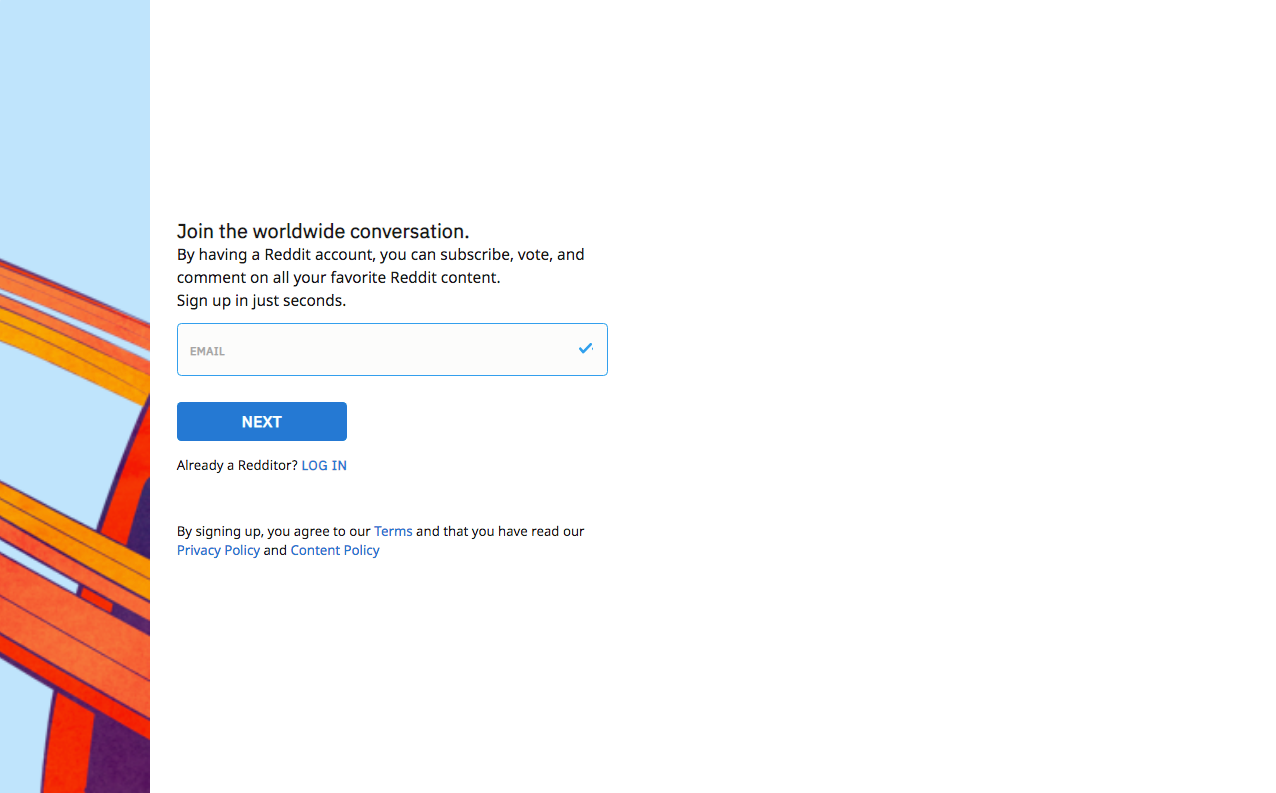 Join the worldwide conversation.
By having a Reddit account, you can subscribe, vote, and
comment on all your favorite Reddit content.
Sign up in just seconds.
EMAIL
NEXT
Already a Redditor? LOG IN
By signing up, you agree to our Terms and that you have read our
Privacy Policy and Content Policy